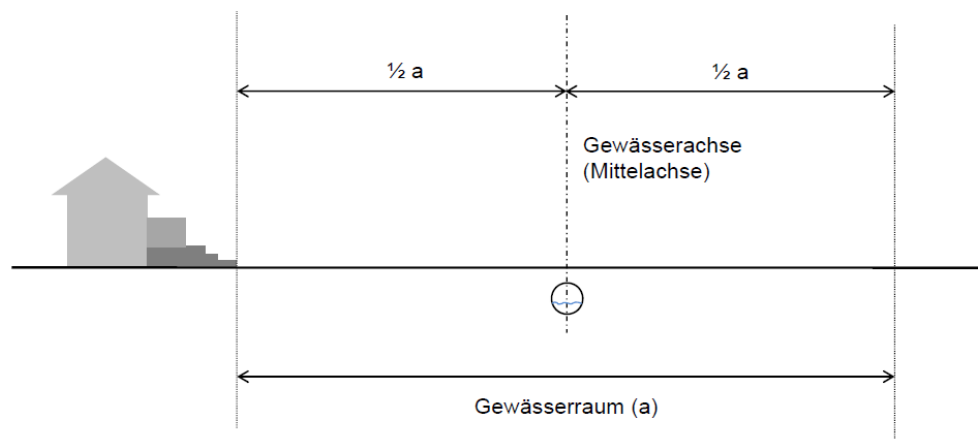 ½ a
½ a
Gewässerachse
(Mittelachse)
Gewässerraum (a)